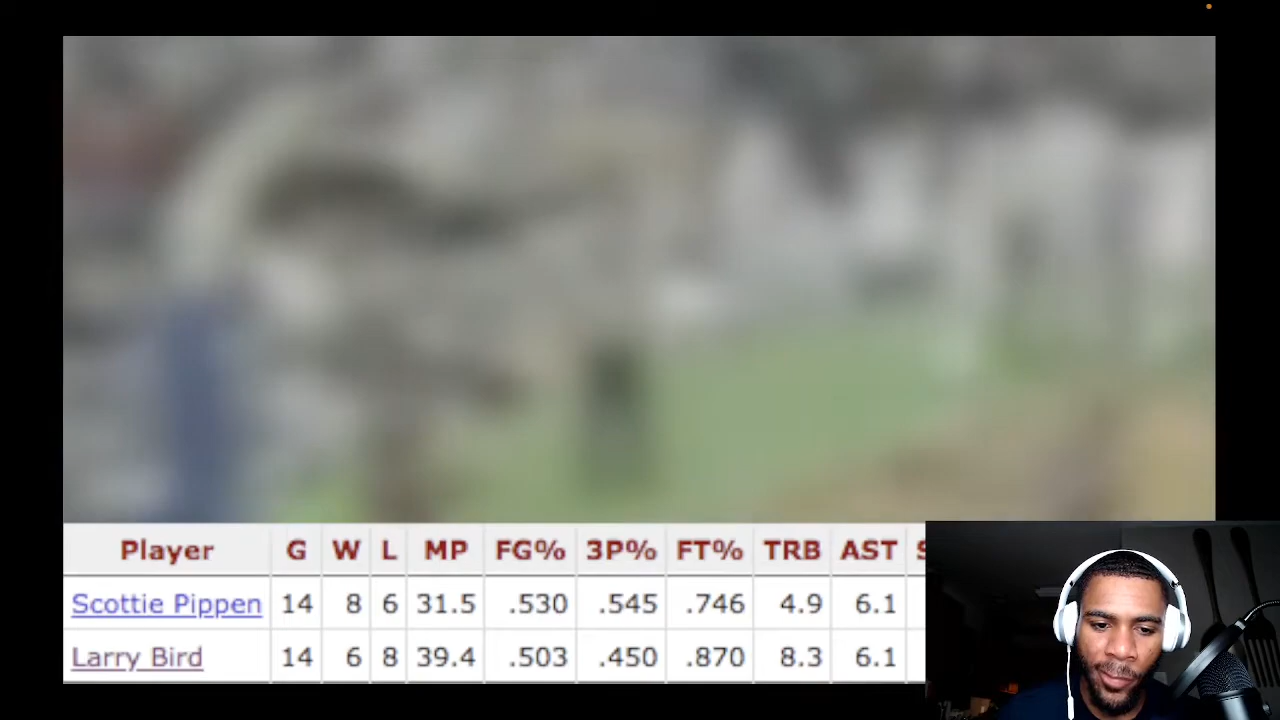 Player G W L MP FG% 3P% FT% TRB AST
Scottie Pippen 14 8 6 31.5 .530 .545 .746 4.9 6.1
Larry Bird 14 6 8 39.4 .503 .450 .870 8.3 6.1